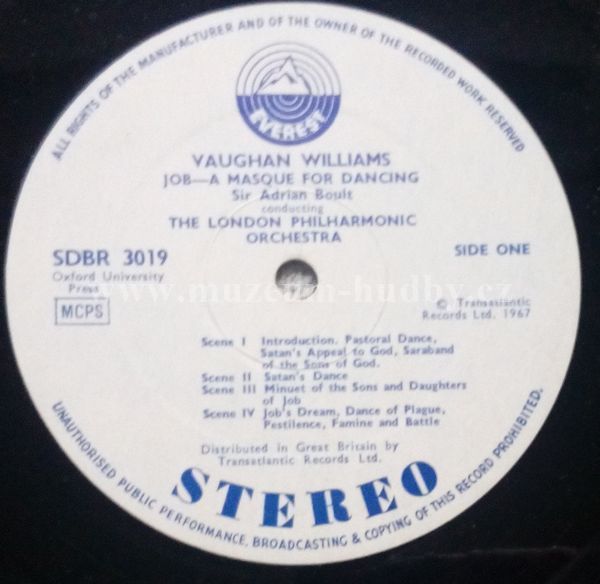 ALL RIGHTS OF THE MANUFACTURER AND OF THE OWNER OF THE RECORDED WORK RESERVED
EVEREST
VAUGHAN WILLIAMS
JOB—A MASQUE FOR DANCING
Sir Adrian Boult
conducting
THE LONDON PHILHARMONIC
ORCHESTRA
SDBR 3019
SIDE ONE
Oxford University
Press
MCPS
www.muzeum-hudby.cz
© Transatlantic
Records Ltd. 1967
Scene I Introduction. Pastoral Dance,
Satan's Appeal to God, Saraband
of the Sons of God.
Scene II Satan's Dance
Scene III Minuet of the Sons and Daughters
of Job
Scene IV Job's Dream, Dance of Plague,
Pestilence, Famine and Battle
Distributed in Great Britain by
Transatlantic Records Ltd.
STEREO
UNAUTHORISED PUBLIC PERFORMANCE, BROADCASTING & COPYING OF THIS RECORD PROHIBITED.